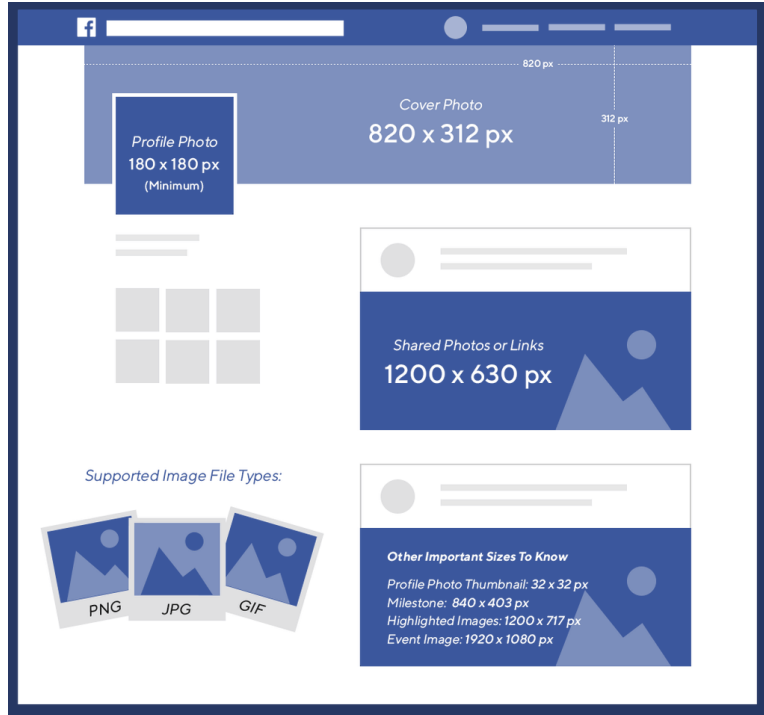 f
820 px
Cover Photo
820 x 312 px
312 px
Profile Photo
180 x 180 px
(Minimum)
Shared Photos or Links
1200 x 630 px
Supported Image File Types:
PNG
JPG
GIF
Other Important Sizes To Know
Profile Photo Thumbnail: 32 x 32 px
Milestone: 840 x 403 px
Highlighted Images: 1200 x 717 px
Event Image: 1920 x 1080 px